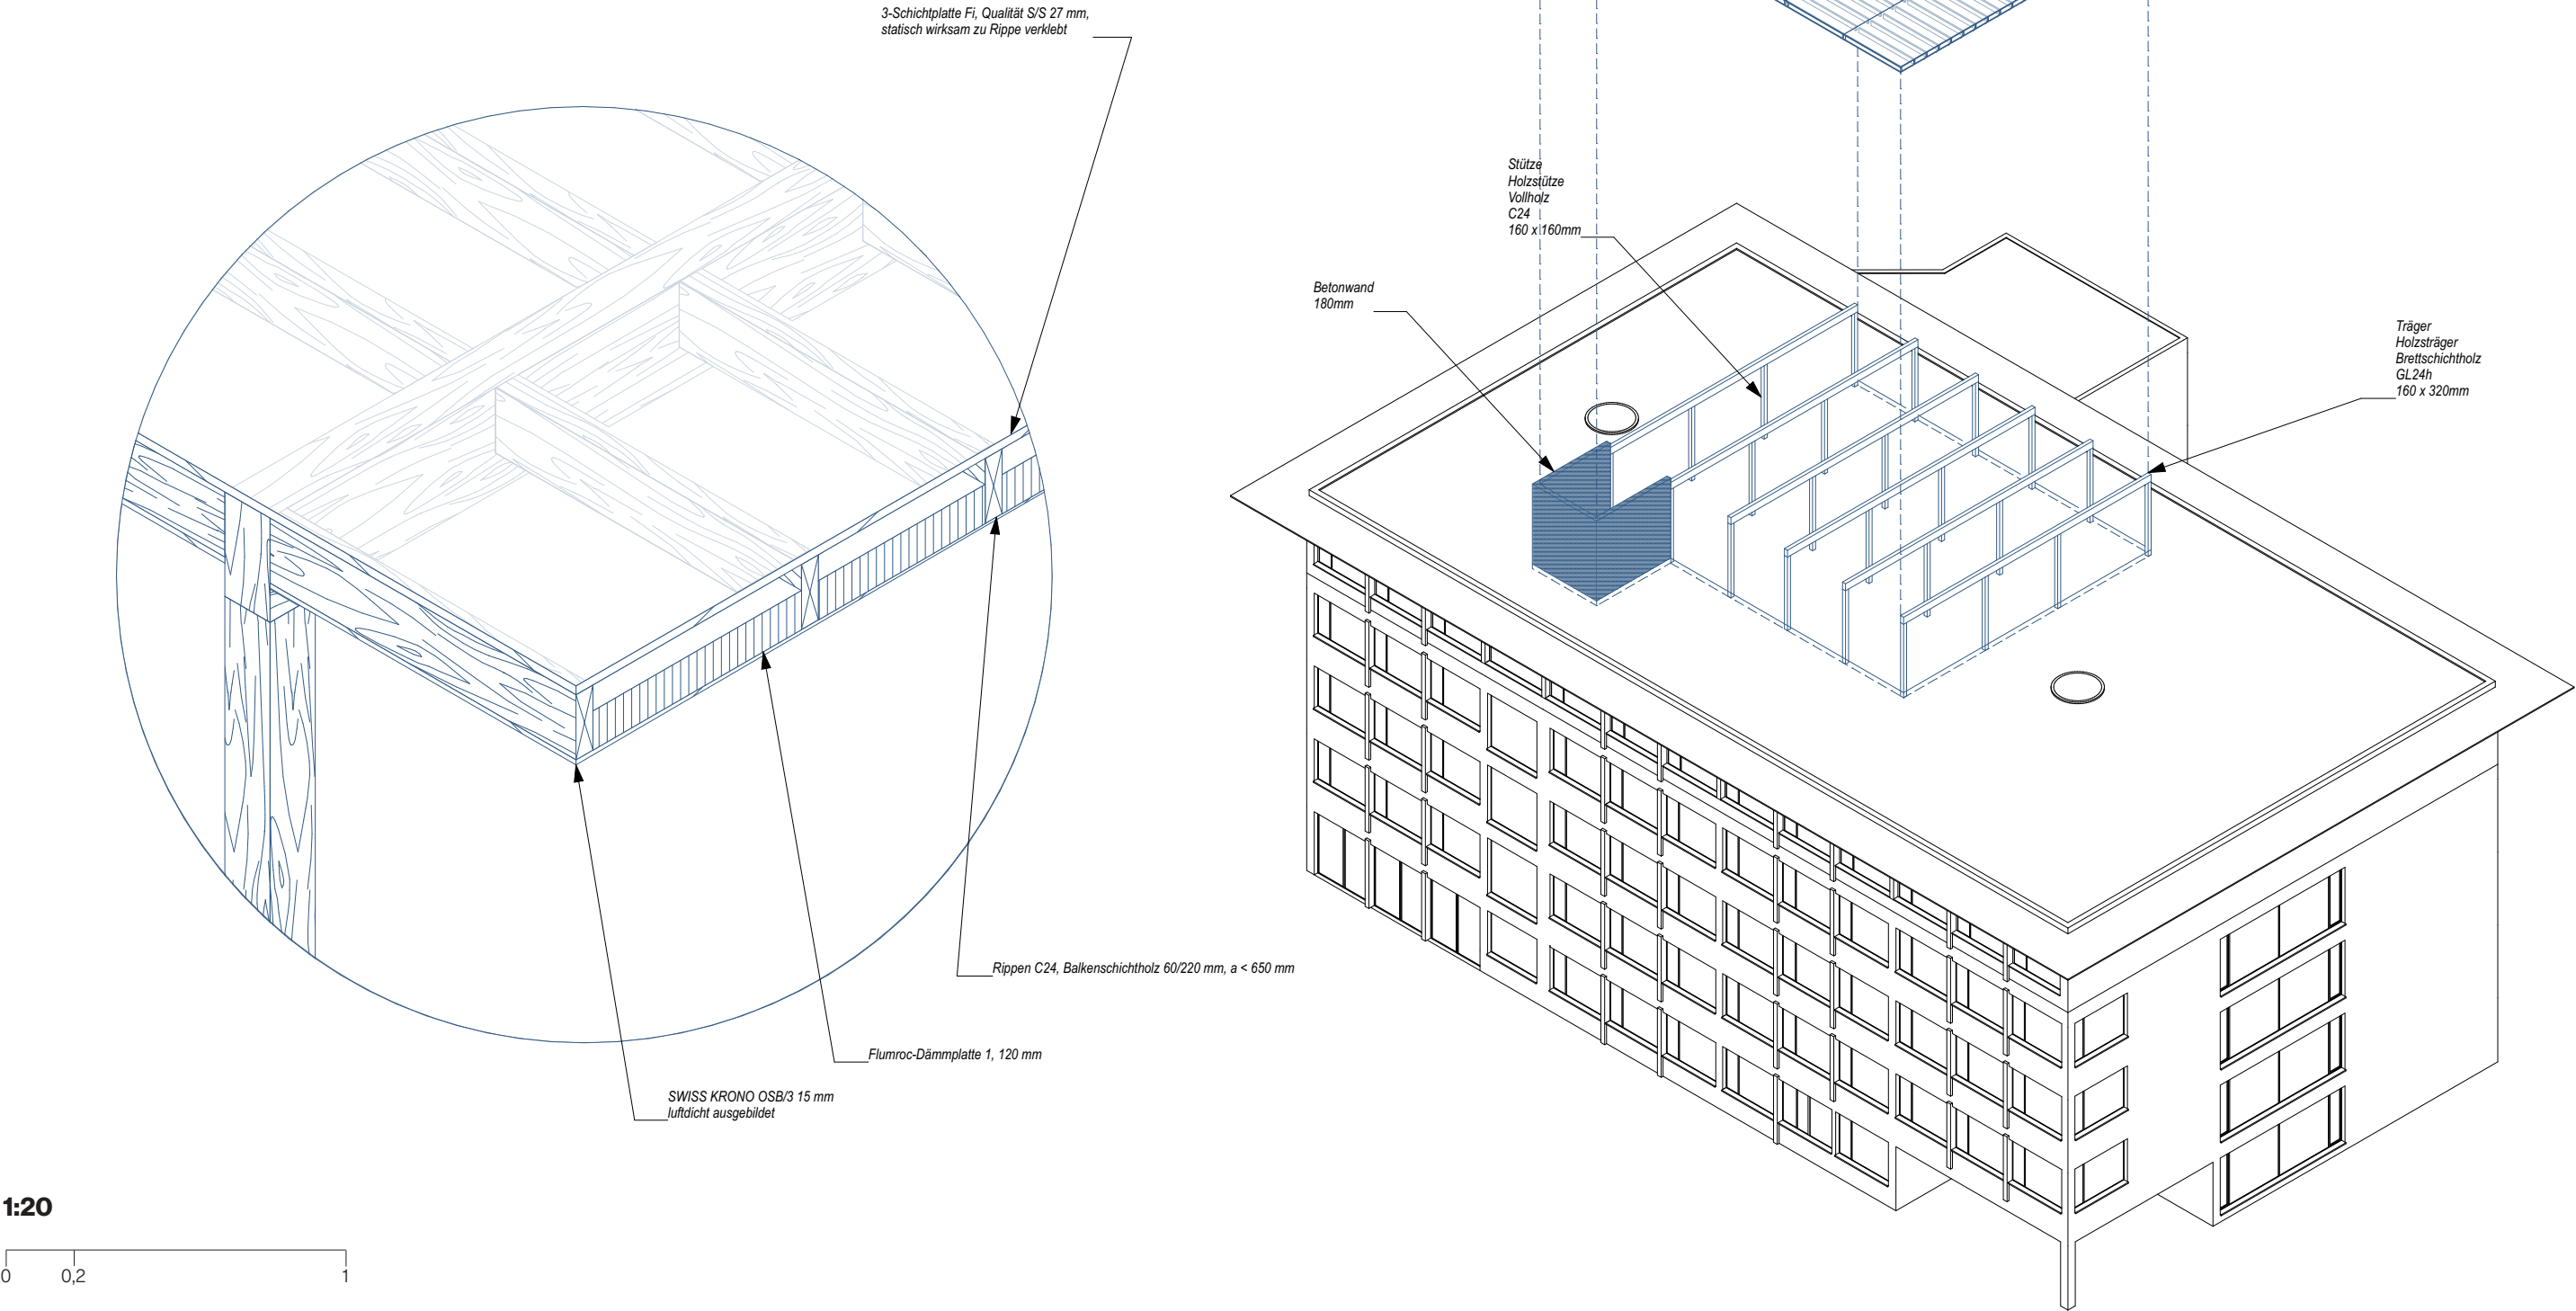 3-Schichtplatte Fi, Qualität S/S 27 mm,
statisch wirksam zu Rippe verklebt
Stütze
Holzstütze
Vollholz
C24
160 x 160mm
Betonwand
180mm
Träger
Holzsträger
Brettschichtholz
GL24h
160 x 320mm
Rippen C24, Balkenschichtholz 60/220 mm, a < 650 mm
Flumroc-Dämmplatte 1, 120 mm
SWISS KRONO OSB/3 15 mm
luftdicht ausgebildet
1:20
0 0,2 1